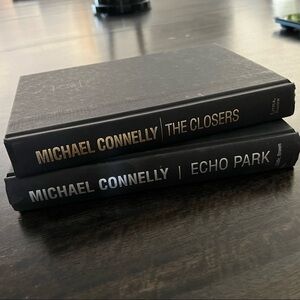 MICHAEL CONNELLY | THE CLOSERS
MICHAEL CONNELLY | ECHO PARK